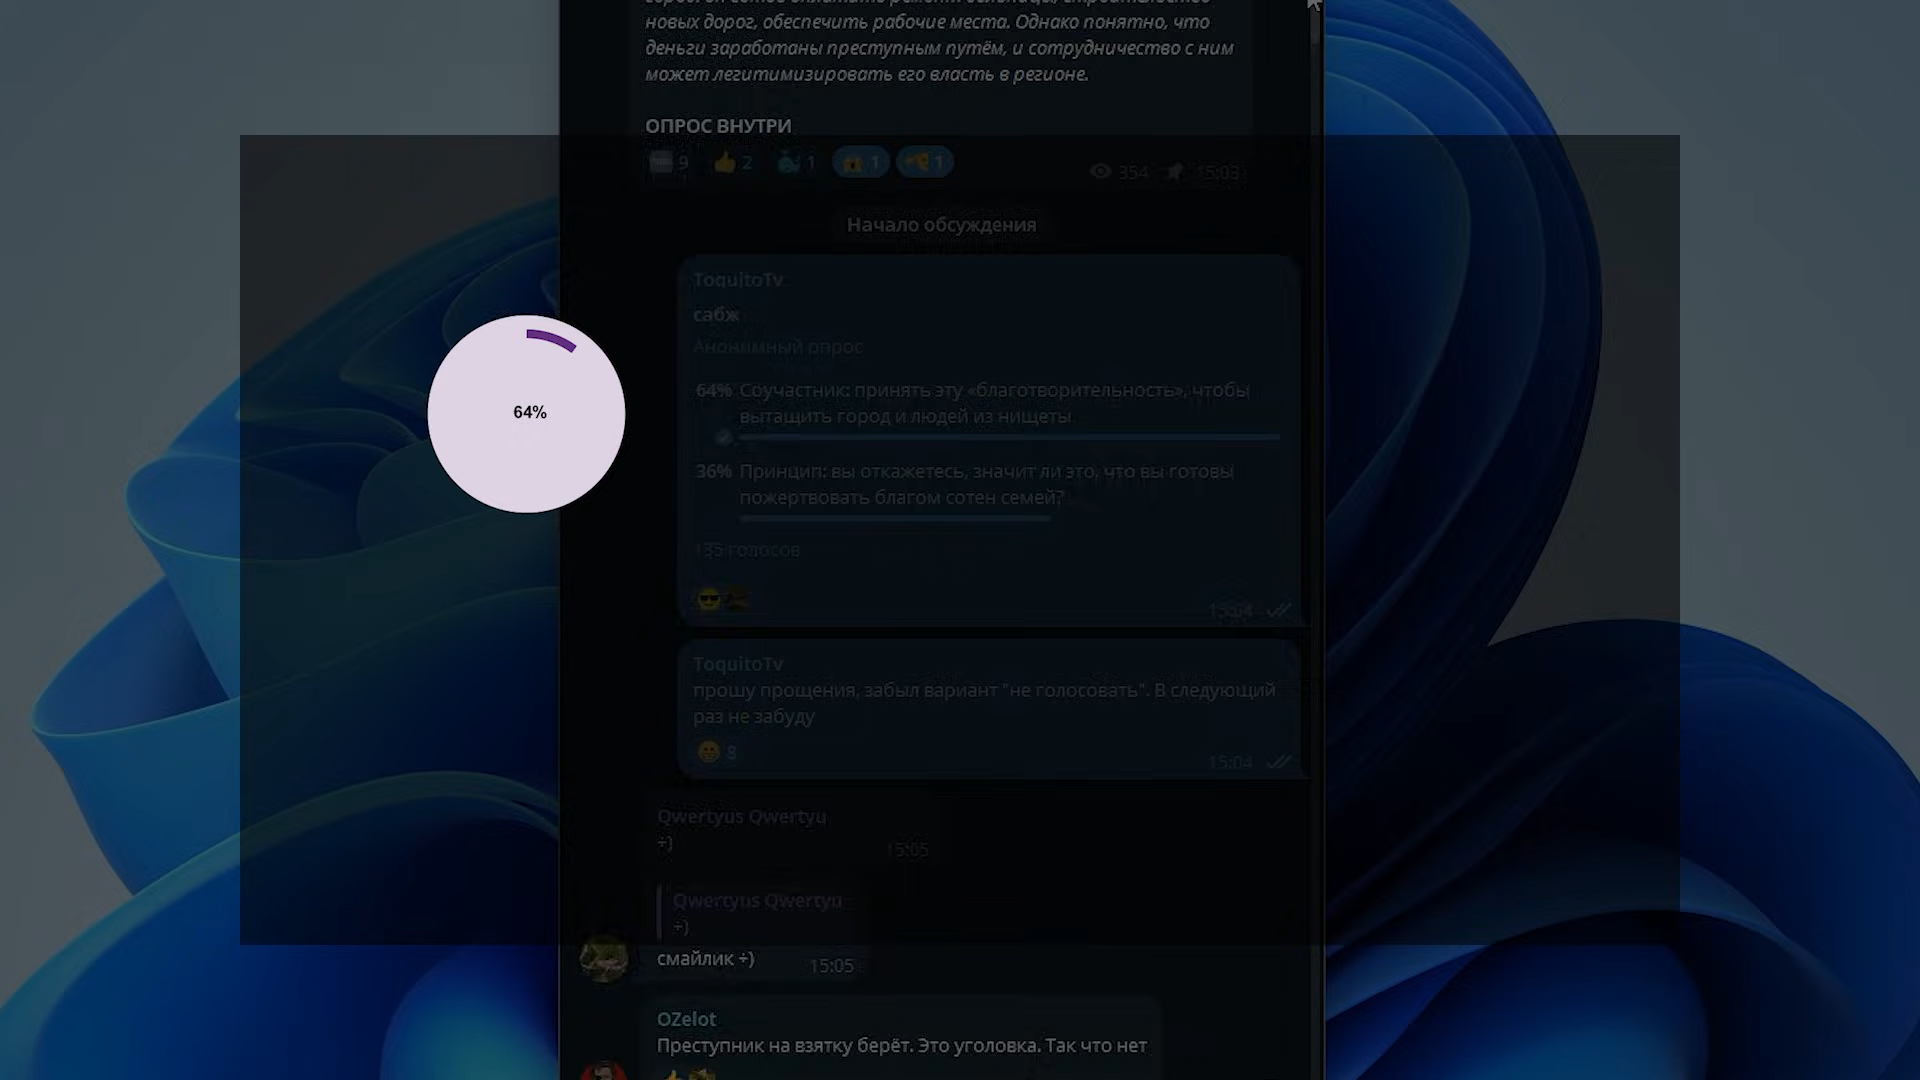 новых дорог, обеспечить рабочие места. Однако понятно, что
деньги заработаны преступным путём, и сотрудничество с ним
может легитимизировать его власть в регионе.
ОПРОС ВНУТРИ
9 2 1 1 1 354 15:03
Начало обсуждения
ToquitoTv
сабж
Анонимный опрос
64% Соучастник: принять эту «благотворительность», чтобы
вытащить город и людей из нищеты
64%
36% Принцип: вы откажетесь, значит ли это, что вы готовы
пожертвовать благом сотен семей?
135 голосов
15:04
ToquitoTv
прошу прощения, забыл вариант "не голосовать". В следующий
раз не забуду
8 15:04
Qwertyus Qwertyu
÷)
15:05
Qwertyus Qwertyu
÷)
смайлик ÷) 15:05
OZelot
Преступник на взятку берёт. Это уголовка. Так что нет